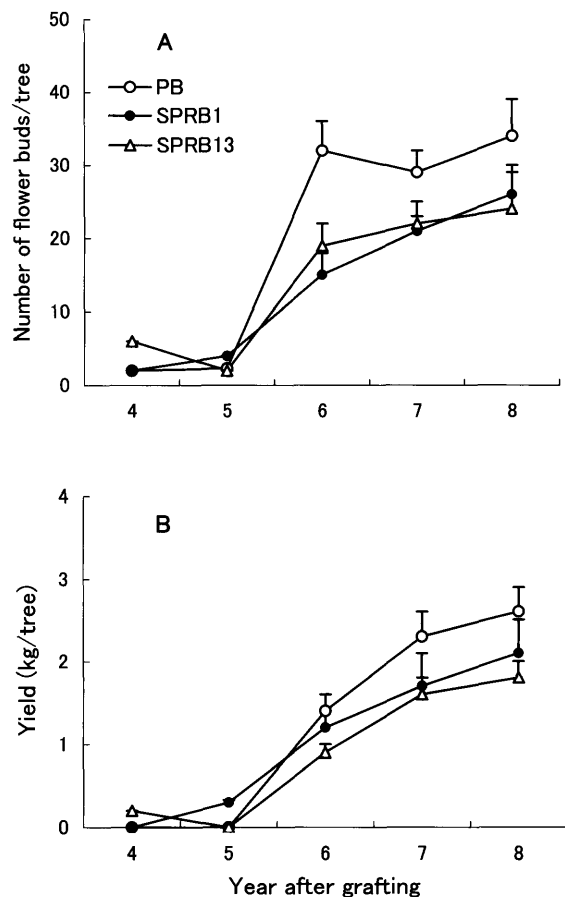 50
A
PB
40
SPRB1
SPRB13
30
20
10
0
4 5 6 7 8
Number of flower buds/tree
4
B
3
2
1
0
4 5 6 7 8
Yield (kg/tree)
Year after grafting